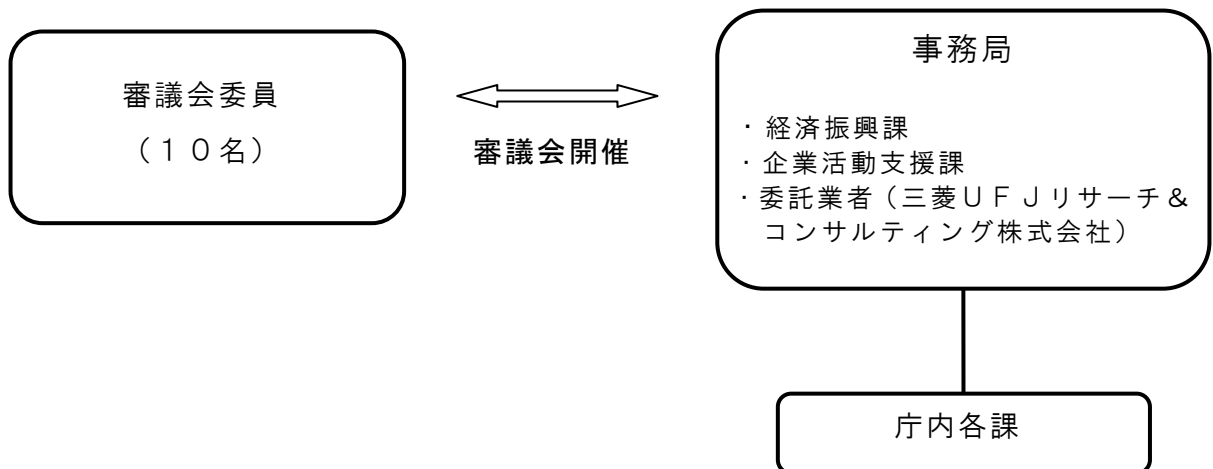 審議会委員
（１０名）
審議会開催
事務局
・経済振興課
・企業活動支援課
・委託業者（三菱ＵＦＪリサーチ＆
コンサルティング株式会社）
庁内各課